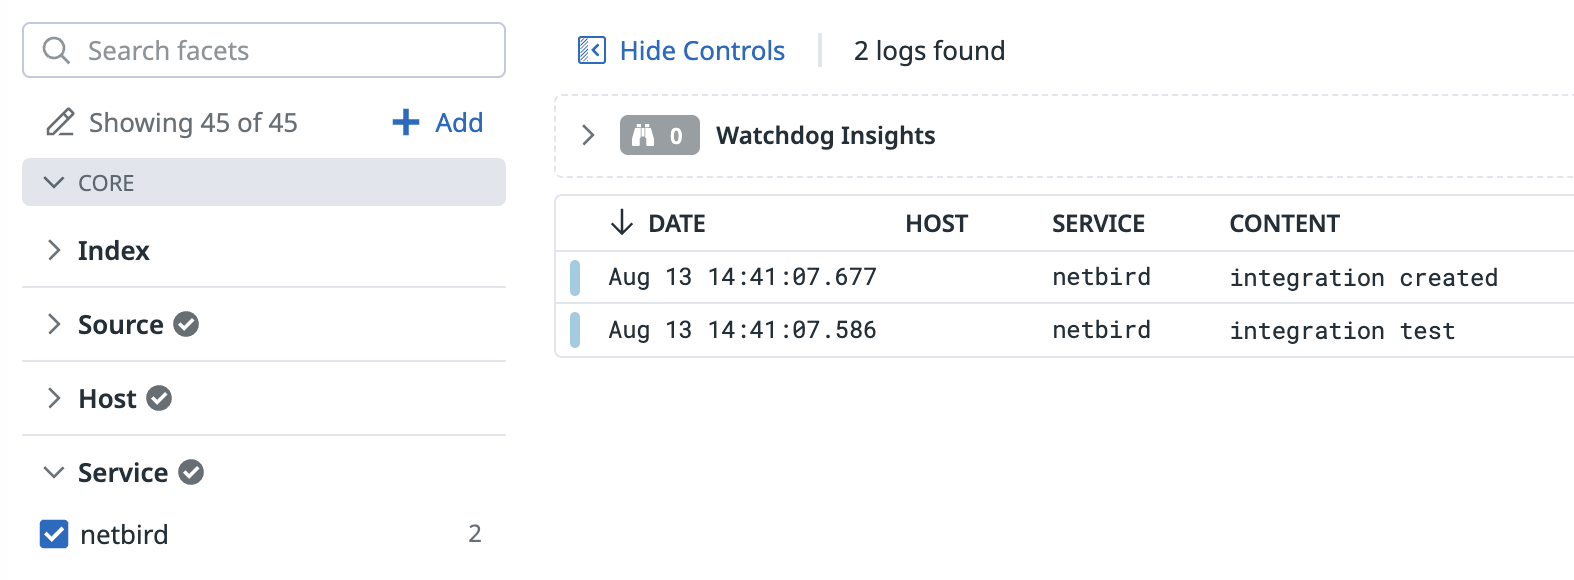 Search facets
Showing 45 of 45
Add
CORE
Index
Source
Host
Service
netbird 2
Hide Controls
2 logs found
0 Watchdog Insights
DATE HOST SERVICE CONTENT
Aug 13 14:41:07.677 netbird integration created
Aug 13 14:41:07.586 netbird integration test